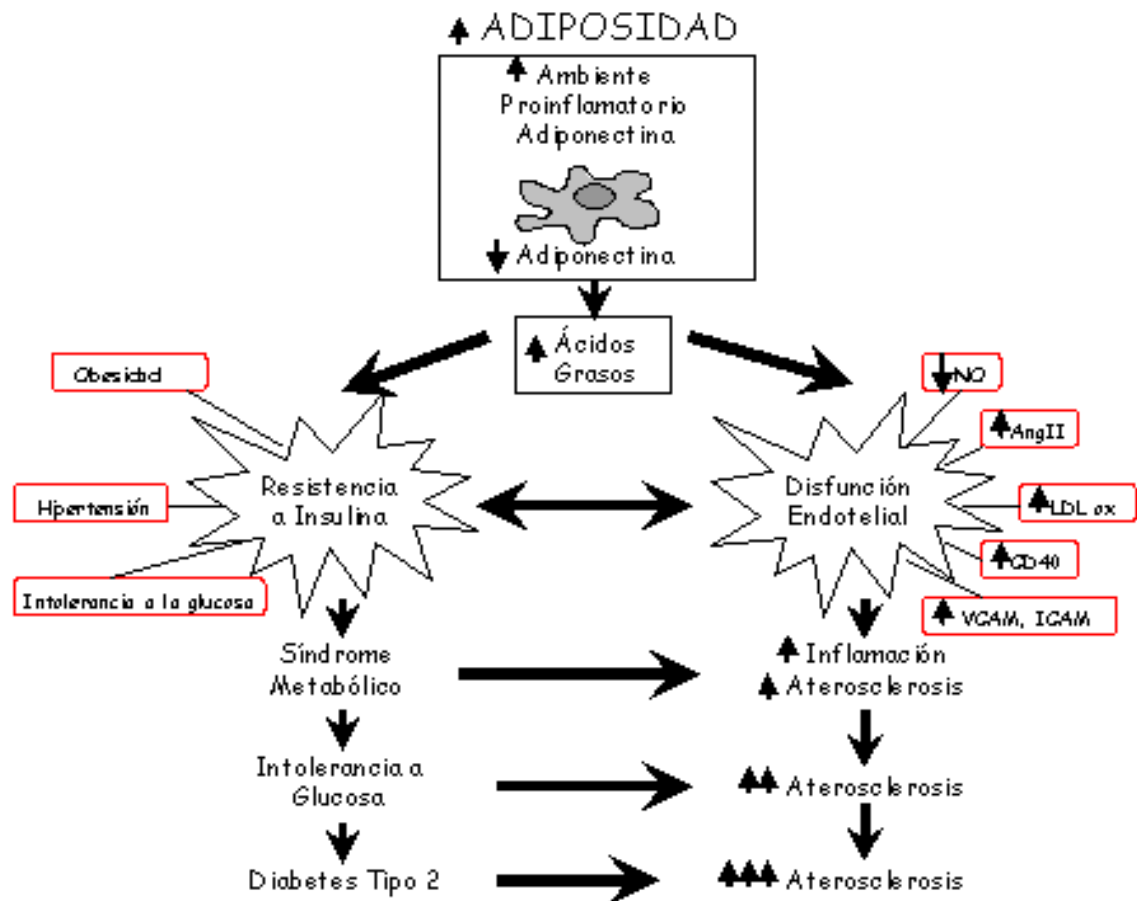 ADIPOSIDAD
Ambiente
Proinflamatorio
Adiponectina
Adiponectina
Ácidos
Grasos
Obesidad
Hipertensión
Intolerancia a la glucosa
Resistencia
a Insulina
Disfunción
Endotelial
NO
AngII
LDL ox
CD40
VCAM, ICAM
Síndrome
Metabólico
Inflamación
Aterosclerosis
Intolerancia a
Glucosa
Aterosclerosis
Diabetes Tipo 2
Aterosclerosis